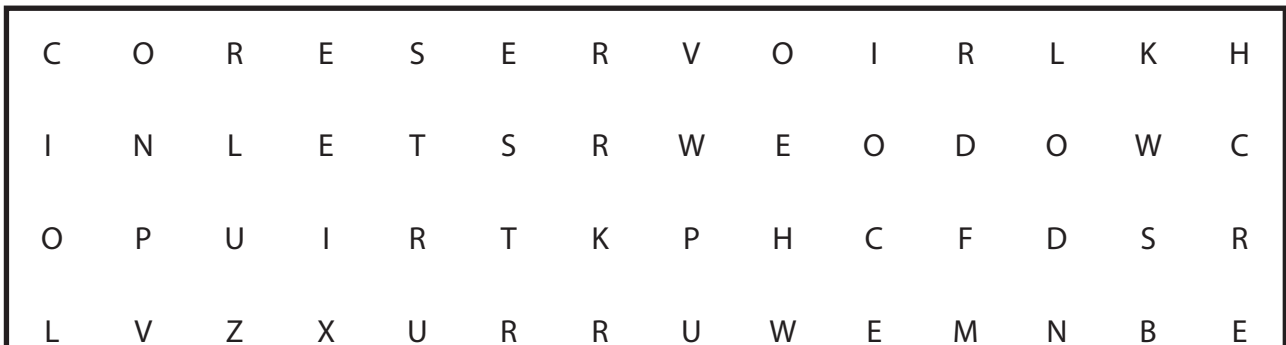 C O R E S E R V O I R L K H
I N L E T S R W E O D O W C
O P U I R T K P H C F D S R
L V Z X U R R U W E M N B E